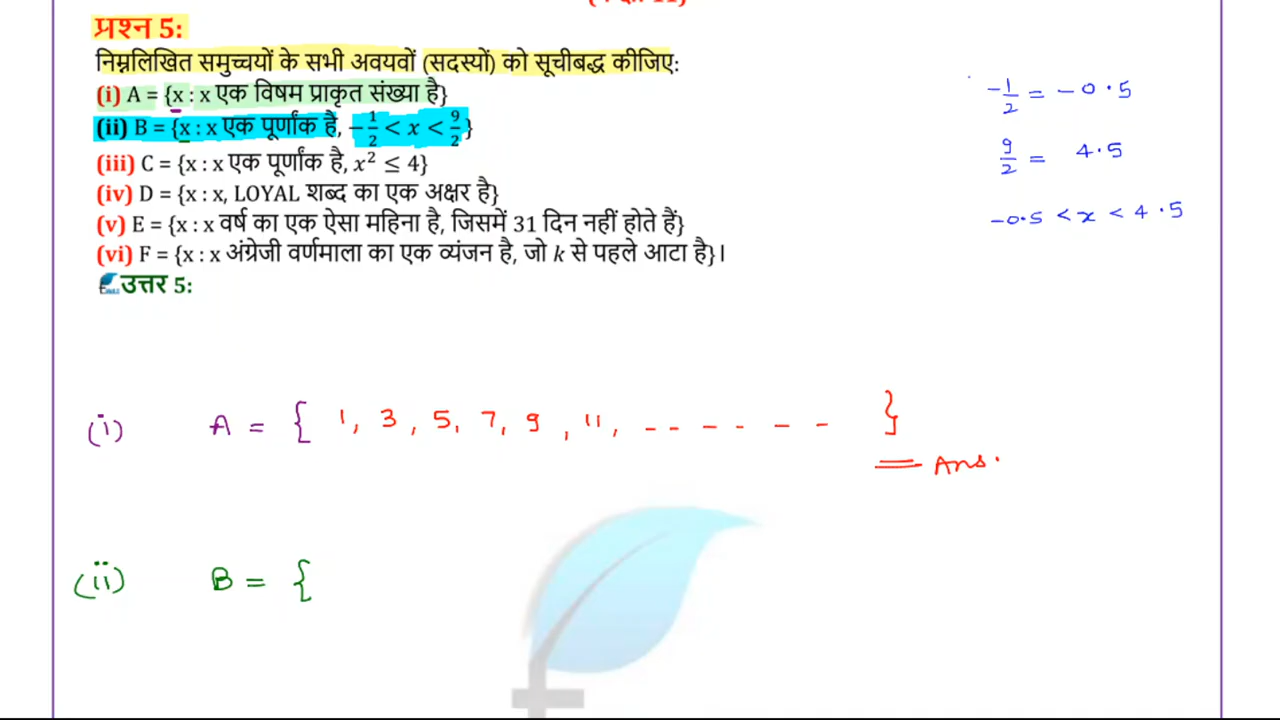 प्रश्न 5:
निम्नलिखित समुच्चयों के सभी अवयवों (सदस्यों) को सूचीबद्ध कीजिए:
(i) A = {x : x एक विषम प्राकृत संख्या है}
(ii) B = {x : x एक पूर्णांक है, −1/2 < x < 9/2}
(iii) C = {x : x एक पूर्णांक है, x² ≤ 4}
(iv) D = {x : x, LOYAL शब्द का एक अक्षर है}
(v) E = {x : x वर्ष का एक ऐसा महिना है, जिसमें 31 दिन नहीं होते हैं}
(vi) F = {x : x अंग्रेजी वर्णमाला का एक व्यंजन है, जो k से पहले आटा है}।
उत्तर 5:
-1/2 = -0.5
9/2 = 4.5
-0.5 < x < 4.5
(i) A = { 1, 3, 5, 7, 9, 11, - - - - - - }
Ans.
(ii) B = {